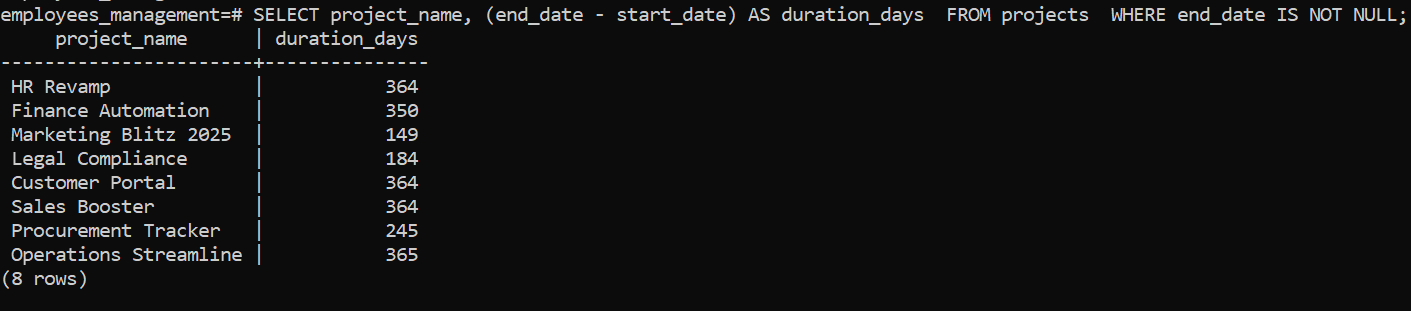 employees_management=# SELECT project_name, (end_date - start_date) AS duration_days  FROM projects  WHERE end_date IS NOT NULL;
     project_name      | duration_days
-----------------------+---------------
 HR Revamp             |           364
 Finance Automation    |           350
 Marketing Blitz 2025  |           149
 Legal Compliance      |           184
 Customer Portal       |           364
 Sales Booster         |           364
 Procurement Tracker   |           245
 Operations Streamline |           365
(8 rows)